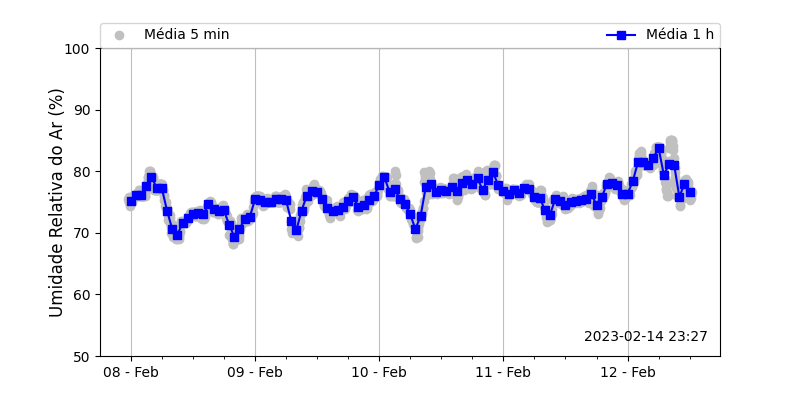 Média 5 min
Média 1 h
Umidade Relativa do Ar (%)
100
90
80
70
60
50
2023-02-14 23:27
08 - Feb
09 - Feb
10 - Feb
11 - Feb
12 - Feb